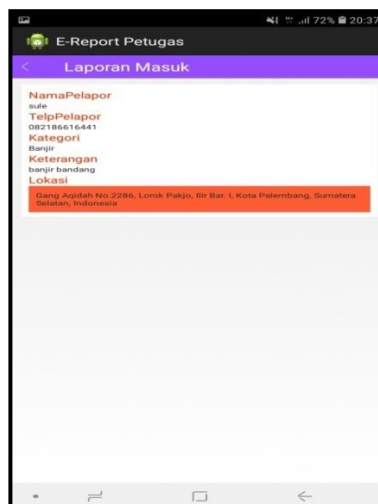 72% 20:37
E-Report Petugas
< Laporan Masuk
NamaPelapor
sule
TelpPelapor
082186616441
Kategori
Banjir
Keterangan
banjir bandang
Lokasi
Gang Aqidah No.2286, Lorok Pakjo, Ilir Bar. I, Kota Palembang, Sumatera
Selatan, Indonesia